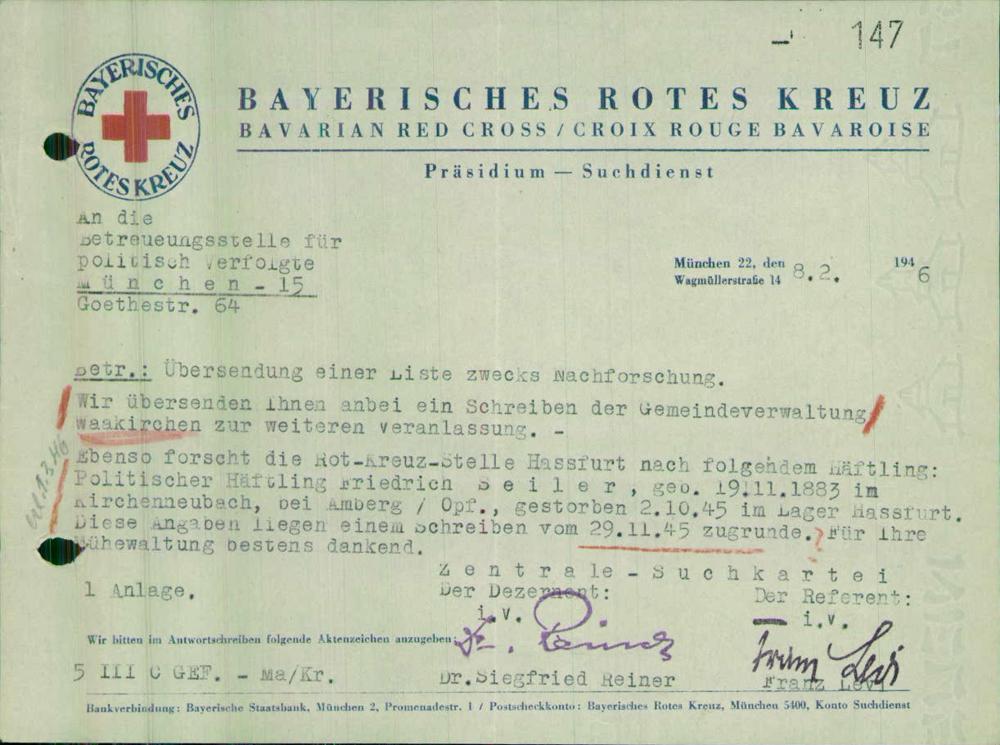 147
BAYERISCHES
ROTES KREUZ
BAYERISCHES ROTES KREUZ
BAVARIAN RED CROSS / CROIX ROUGE BAVAROISE
Präsidium — Suchdienst
An die
Betreueungsstelle für
politisch Verfolgte
M ü n c h e n - 15
Goethestr. 64
München 22, den 8.2. 1946
Wagmüllerstraße 14
Betr.: Übersendung einer Liste zwecks Nachforschung.
Wir übersenden Ihnen anbei ein Schreiben der Gemeindeverwaltung
Waakirchen zur weiteren Veranlassung. -
Ebenso forscht die Rot-Kreuz-Stelle Hassfurt nach folgendem Häftling:
Politischer Häftling Friedrich S e i l e r , geb. 19.11.1883 in
Kirchenneubach, bei Amberg / Opf., gestorben 2.10.45 im Lager Hassfurt.
Diese Angaben liegen einem Schreiben vom 29.11.45 zugrunde.? Für Ihre
Mühewaltung bestens dankend.
1 Anlage.
Z e n t r a l e - S u c h k a r t e i
Der Dezernent:
Der Referent:
i.V.
i.V.
Wir bitten im Antwortschreiben folgende Aktenzeichen anzugeben:
5 III C GEF. - Ma/Kr.
Dr.Siegfried Reiner
Franz Levi
Franz Levi
Bankverbindung: Bayerische Staatsbank, München 2, Promenadestr. 1 / Postscheckkonto: Bayerisches Rotes Kreuz, München 5400, Konto Suchdienst